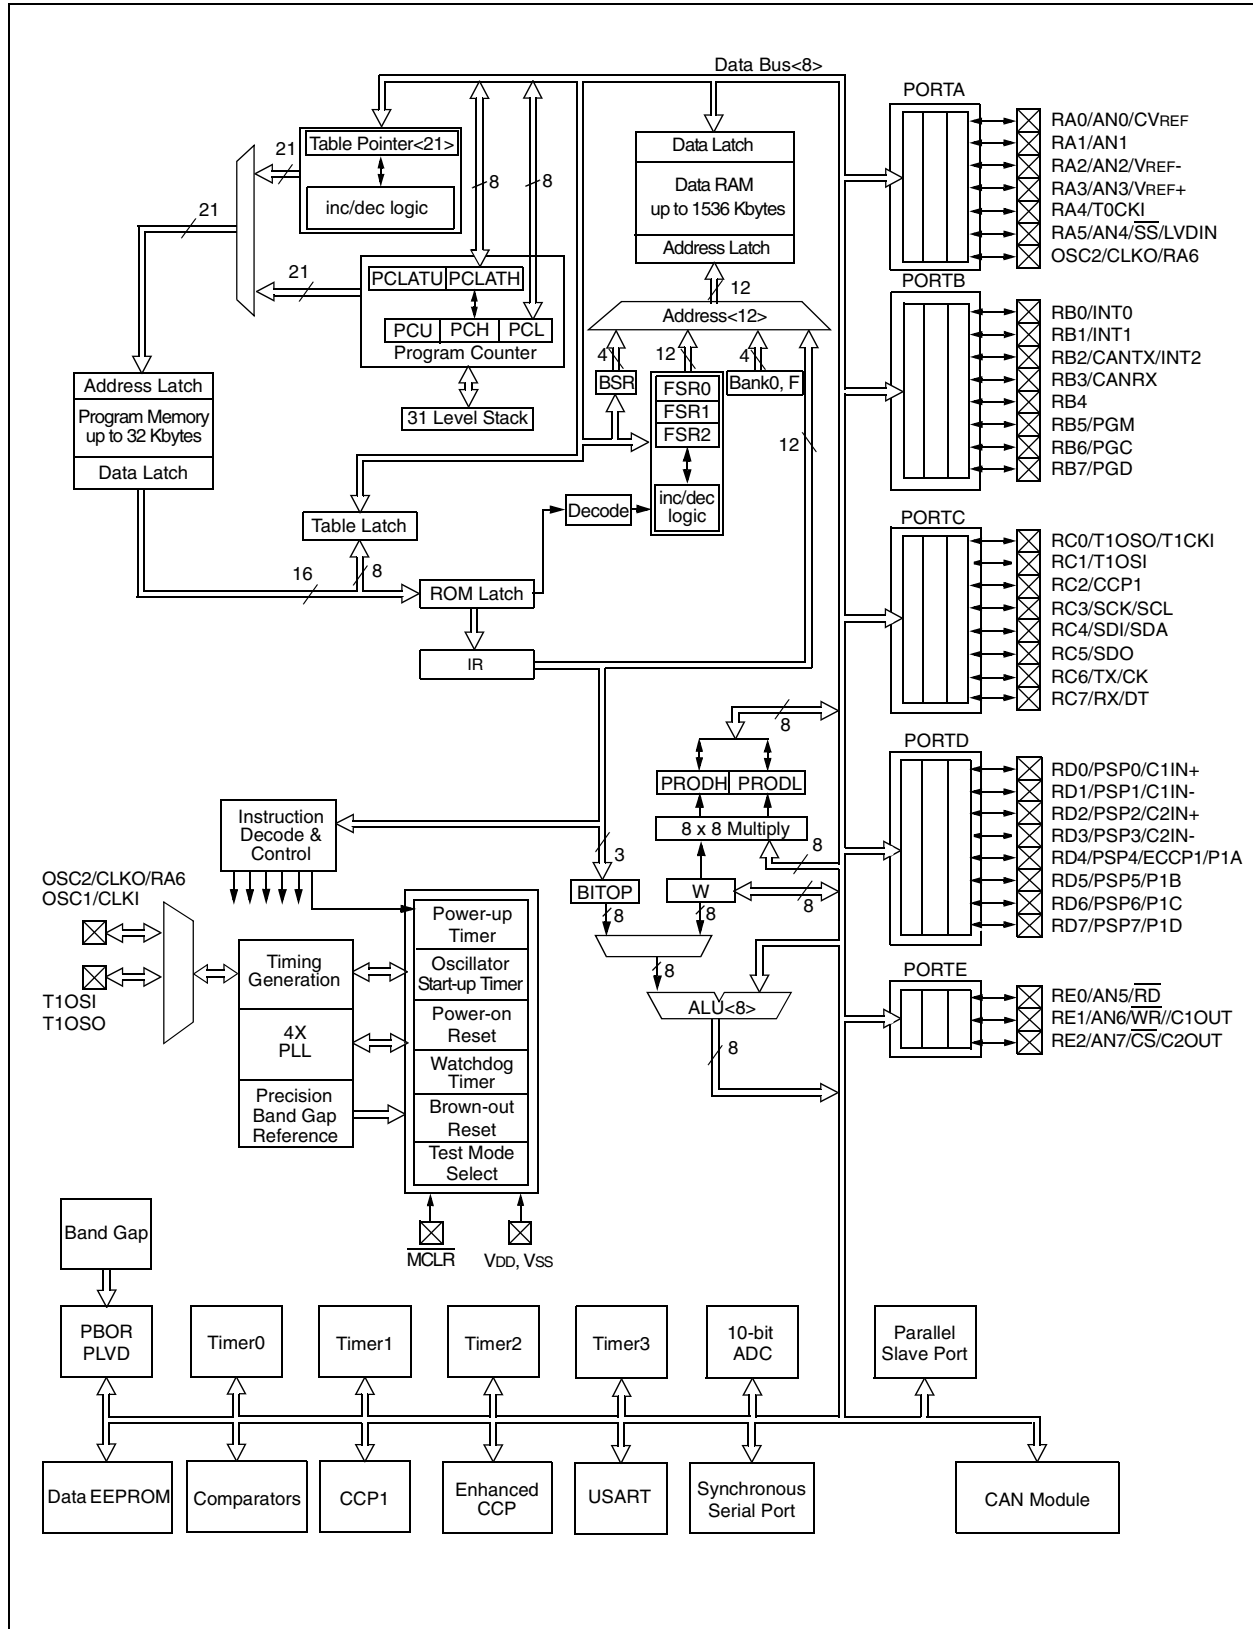 Data Bus<8>
PORTA
RA0/AN0/CVREF
RA1/AN1
RA2/AN2/VREF-
RA3/AN3/VREF+
RA4/T0CKI
RA5/AN4/SS/LVDIN
OSC2/CLKO/RA6
Table Pointer<21>
inc/dec logic
21
21
21
8
8
Data Latch
Data RAM
up to 1536 Kbytes
Address Latch
12
Address<12>
PCLATU
PCLATH
PCU
PCH
PCL
Program Counter
31 Level Stack
4
12
4
BSR
FSR0
FSR1
FSR2
Bank0, F
inc/dec
logic
12
PORTB
RB0/INT0
RB1/INT1
RB2/CANTX/INT2
RB3/CANRX
RB4
RB5/PGM
RB6/PGC
RB7/PGD
Address Latch
Program Memory
up to 32 Kbytes
Data Latch
Table Latch
Decode
16
8
ROM Latch
IR
PORTC
RC0/T1OSO/T1CKI
RC1/T1OSI
RC2/CCP1
RC3/SCK/SCL
RC4/SDI/SDA
RC5/SDO
RC6/TX/CK
RC7/RX/DT
8
PRODH
PRODL
8 x 8 Multiply
8
W
8
3
BITOP
8
8
8
ALU<8>
8
PORTD
RD0/PSP0/C1IN+
RD1/PSP1/C1IN-
RD2/PSP2/C2IN+
RD3/PSP3/C2IN-
RD4/PSP4/ECCP1/P1A
RD5/PSP5/P1B
RD6/PSP6/P1C
RD7/PSP7/P1D
PORTE
RE0/AN5/RD
RE1/AN6/WR//C1OUT
RE2/AN7/CS/C2OUT
Instruction
Decode &
Control
OSC2/CLKO/RA6
OSC1/CLKI
T1OSI
T1OSO
Timing
Generation
4X
PLL
Precision
Band Gap
Reference
Power-up
Timer
Oscillator
Start-up Timer
Power-on
Reset
Watchdog
Timer
Brown-out
Reset
Test Mode
Select
MCLR
VDD, VSS
Band Gap
PBOR
PLVD
Timer0
Timer1
Timer2
Timer3
10-bit
ADC
Parallel
Slave Port
Data EEPROM
Comparators
CCP1
Enhanced
CCP
USART
Synchronous
Serial Port
CAN Module